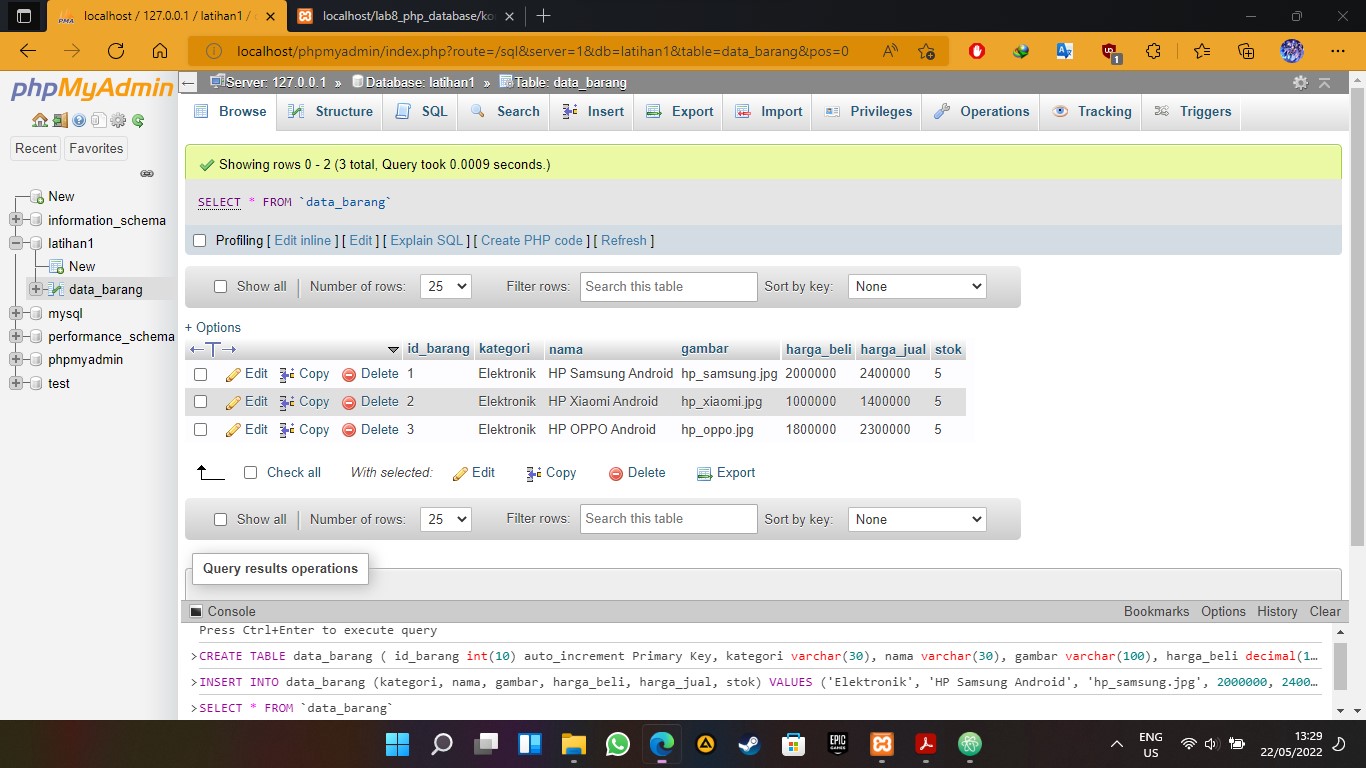 localhost / 127.0.0.1 / latihan1 /
localhost/lab8_php_database/ko
localhost/phpmyadmin/index.php?route=/sql&server=1&db=latihan1&table=data_barang&pos=0
1
phpMyAdmin
Server: 127.0.0.1 » Database: latihan1 » Table: data_barang
Browse Structure SQL Search Insert Export Import Privileges Operations Tracking Triggers
Recent Favorites
New
information_schema
latihan1
New
data_barang
mysql
performance_schema
phpmyadmin
test
Showing rows 0 - 2 (3 total, Query took 0.0009 seconds.)
SELECT * FROM `data_barang`
Profiling [ Edit inline ] [ Edit ] [ Explain SQL ] [ Create PHP code ] [ Refresh ]
Show all Number of rows: 25 Filter rows: Search this table Sort by key: None
+ Options
id_barang kategori nama gambar harga_beli harga_jual stok
Edit Copy Delete 1 Elektronik HP Samsung Android hp_samsung.jpg 2000000 2400000 5
Edit Copy Delete 2 Elektronik HP Xiaomi Android hp_xiaomi.jpg 1000000 1400000 5
Edit Copy Delete 3 Elektronik HP OPPO Android hp_oppo.jpg 1800000 2300000 5
Check all With selected: Edit Copy Delete Export
Show all Number of rows: 25 Filter rows: Search this table Sort by key: None
Query results operations
Console Bookmarks Options History Clear
Press Ctrl+Enter to execute query
>CREATE TABLE data_barang ( id_barang int(10) auto_increment Primary Key, kategori varchar(30), nama varchar(30), gambar varchar(100), harga_beli decimal(1…
>INSERT INTO data_barang (kategori, nama, gambar, harga_beli, harga_jual, stok) VALUES ('Elektronik', 'HP Samsung Android', 'hp_samsung.jpg', 2000000, 2400…
>SELECT * FROM `data_barang`
EPIC GAMES
ENG
US
13:29
22/05/2022